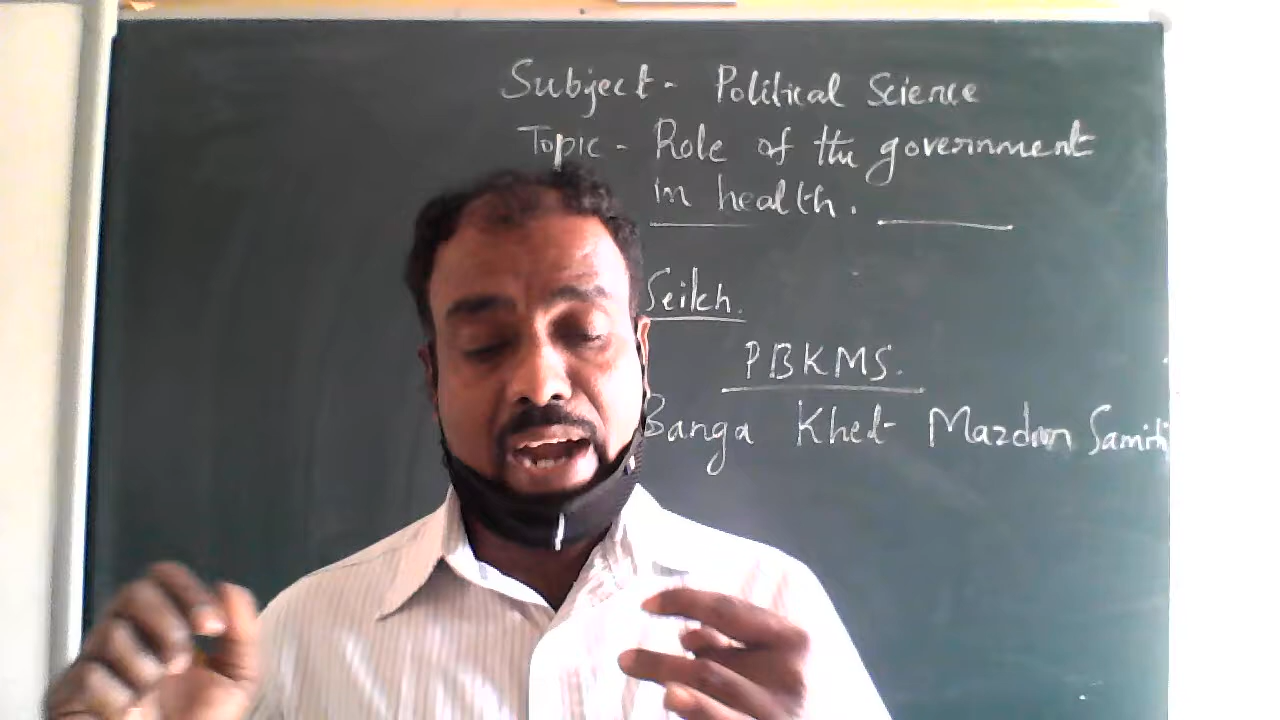 Subject - Political Science
Topic - Role of the government
in health.
Seikh.
PBKMS.
Banga Khet Mazdoor Samiti